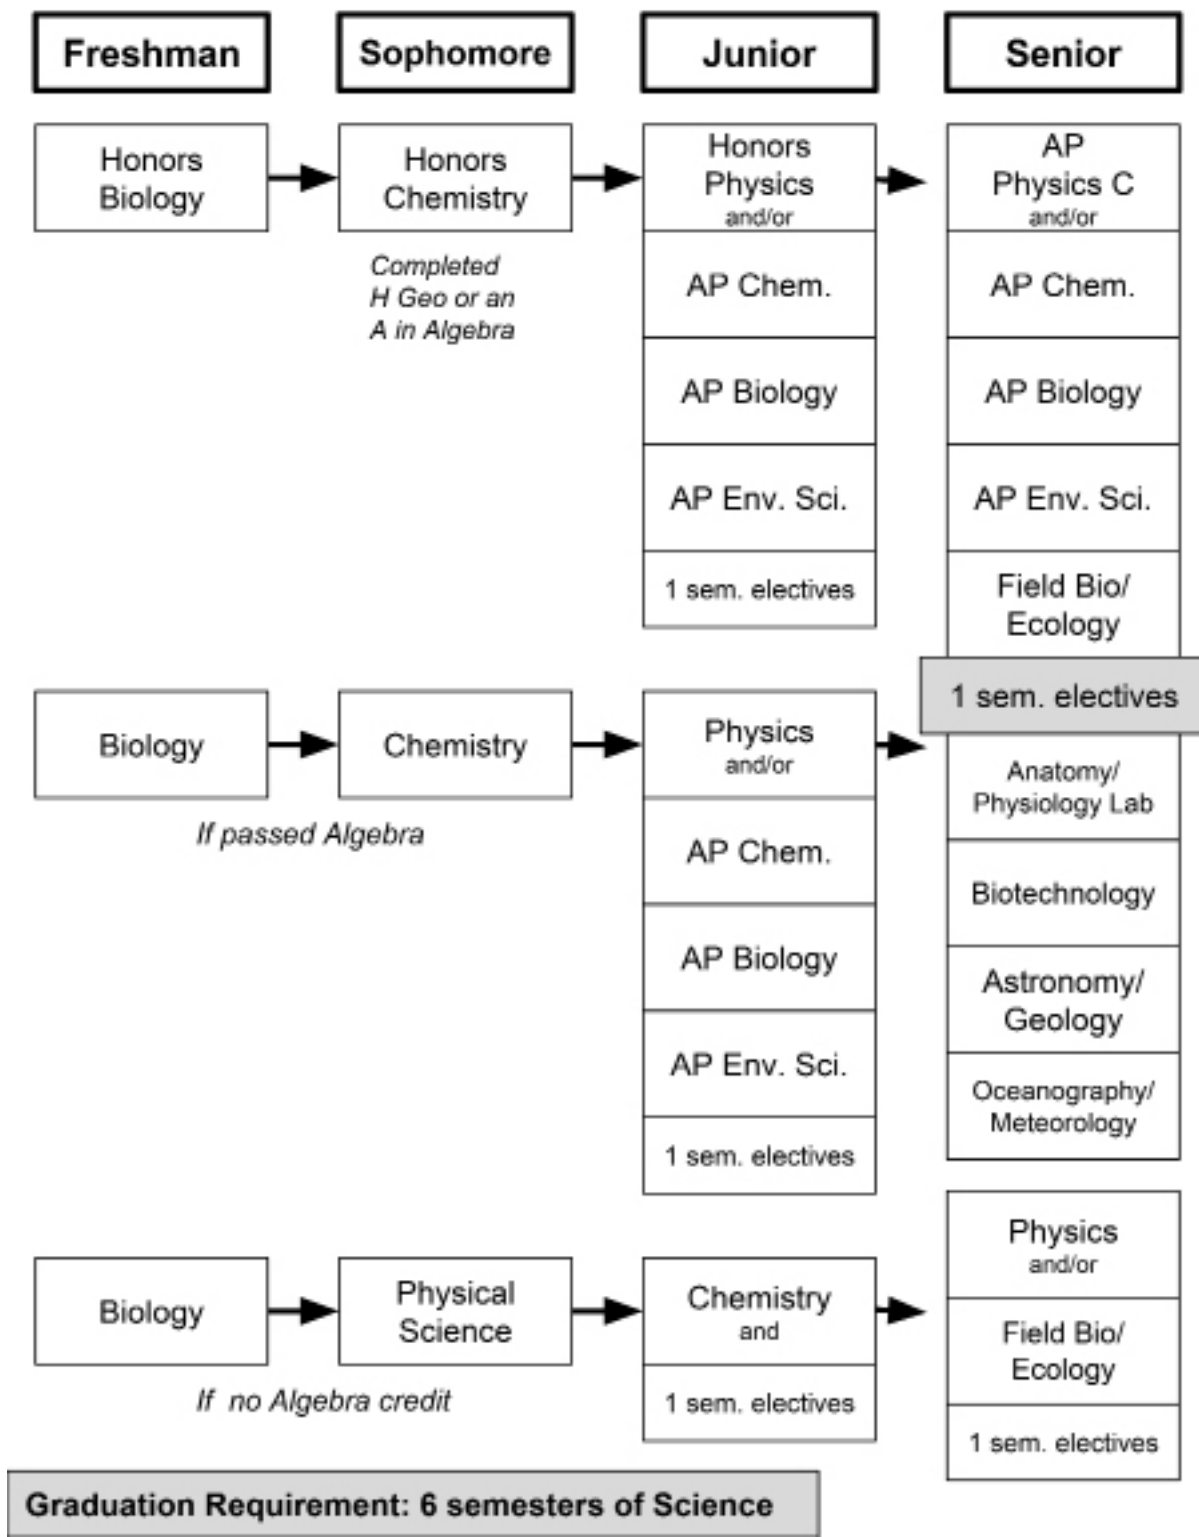 Freshman
Sophomore
Junior
Senior
Honors
Biology
Honors
Chemistry
Completed
H Geo or an
A in Algebra
Honors
Physics
and/or
AP Chem.
AP Biology
AP Env. Sci.
1 sem. electives
AP
Physics C
and/or
AP Chem.
AP Biology
AP Env. Sci.
Field Bio/
Ecology
1 sem. electives
Anatomy/
Physiology Lab
Biotechnology
Astronomy/
Geology
Oceanography/
Meteorology
Biology
Chemistry
If passed Algebra
Physics
and/or
AP Chem.
AP Biology
AP Env. Sci.
1 sem. electives
Biology
Physical
Science
If no Algebra credit
Chemistry
and
1 sem. electives
Physics
and/or
Field Bio/
Ecology
1 sem. electives
Graduation Requirement: 6 semesters of Science